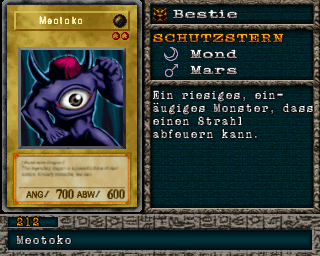 Meotoko
ANG/ 700 ABW/ 600
Bestie
SCHUTZSTERN
Mond
Mars
Ein riesiges, ein-
äugiges Monster, dass
einen Strahl
abfeuern kann.
212
Meotoko